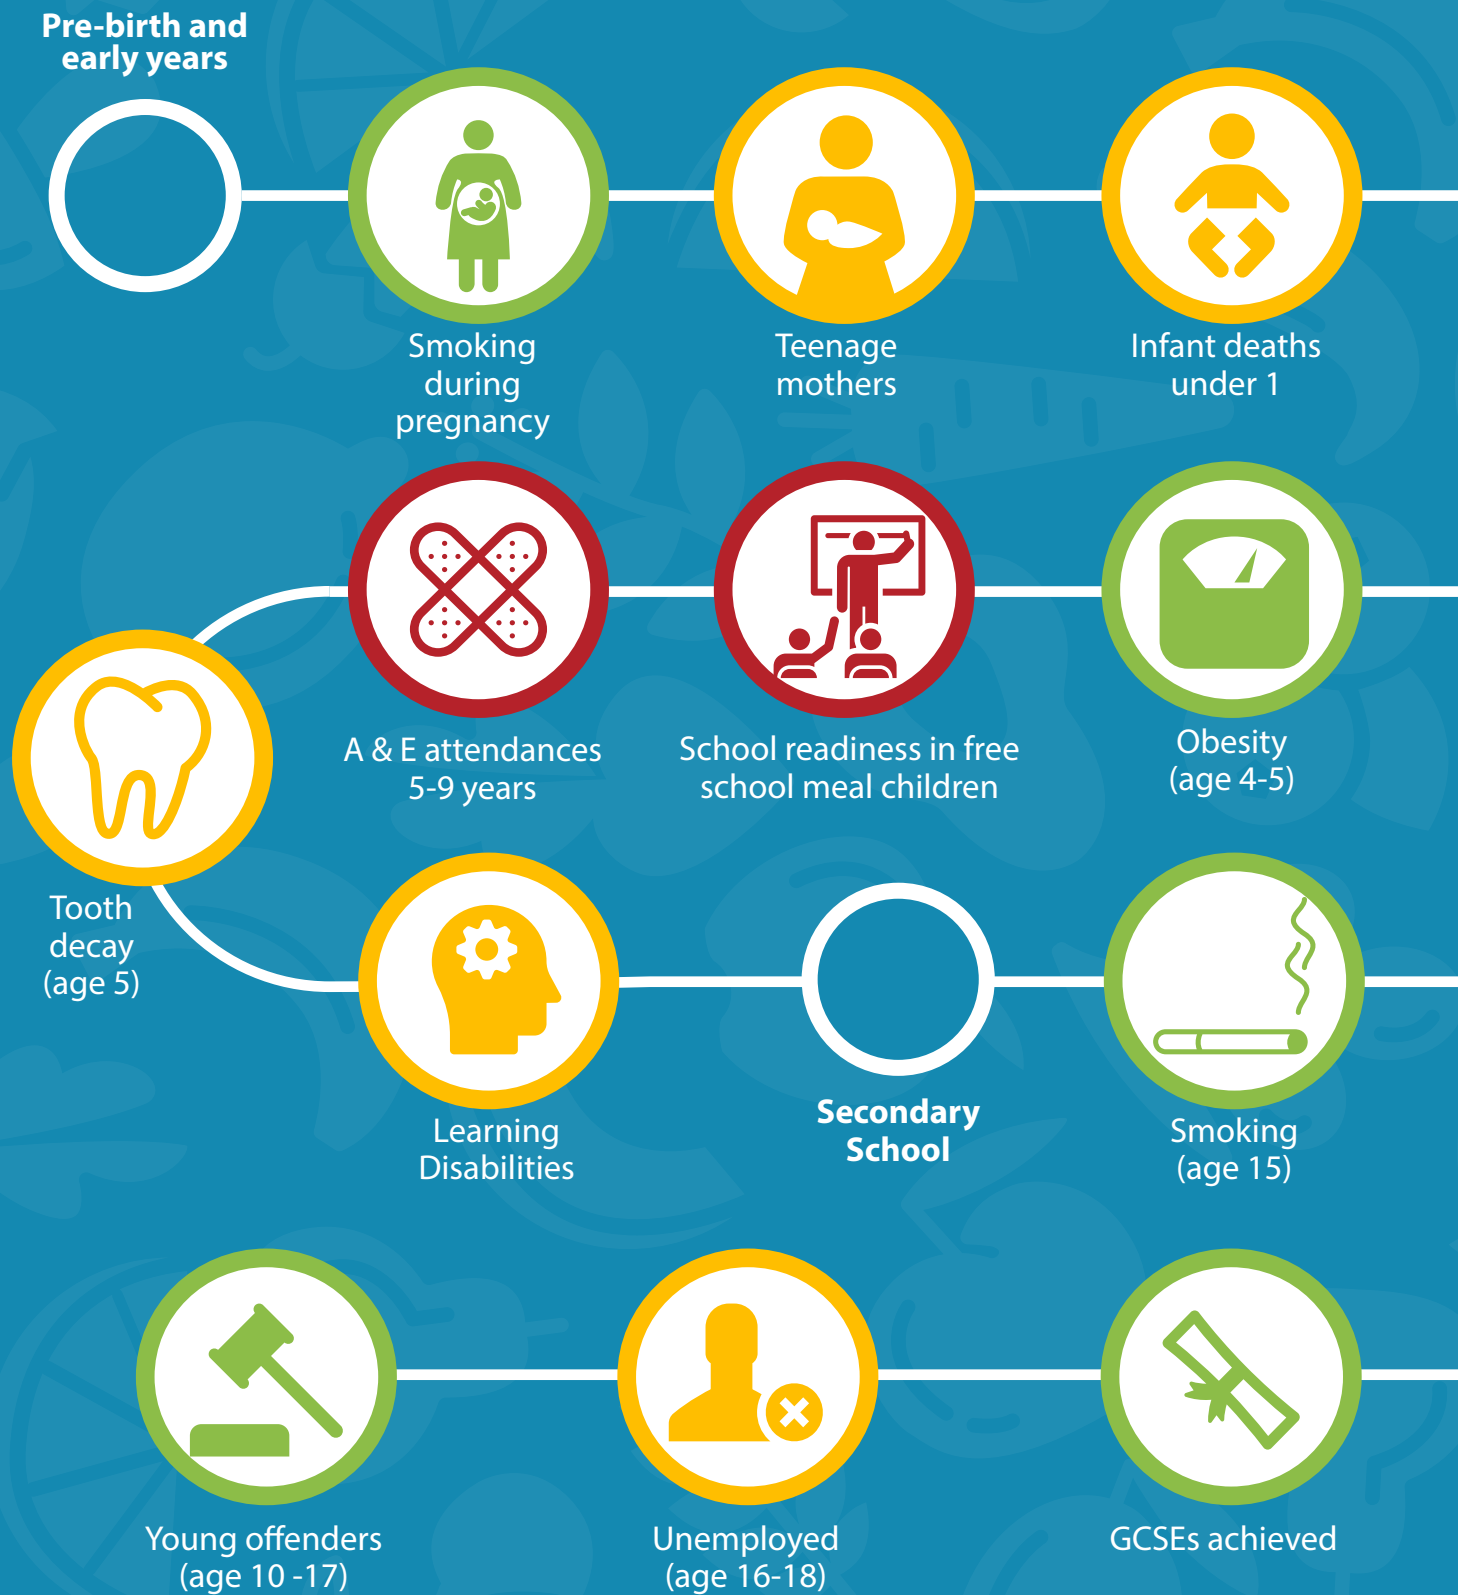 Pre-birth and
early years
Smoking
during
pregnancy
Teenage
mothers
Infant deaths
under 1
A & E attendances
5-9 years
School readiness in free
school meal children
Obesity
(age 4-5)
Tooth
decay
(age 5)
Learning
Disabilities
Secondary
School
Smoking
(age 15)
Young offenders
(age 10 -17)
Unemployed
(age 16-18)
GCSEs achieved